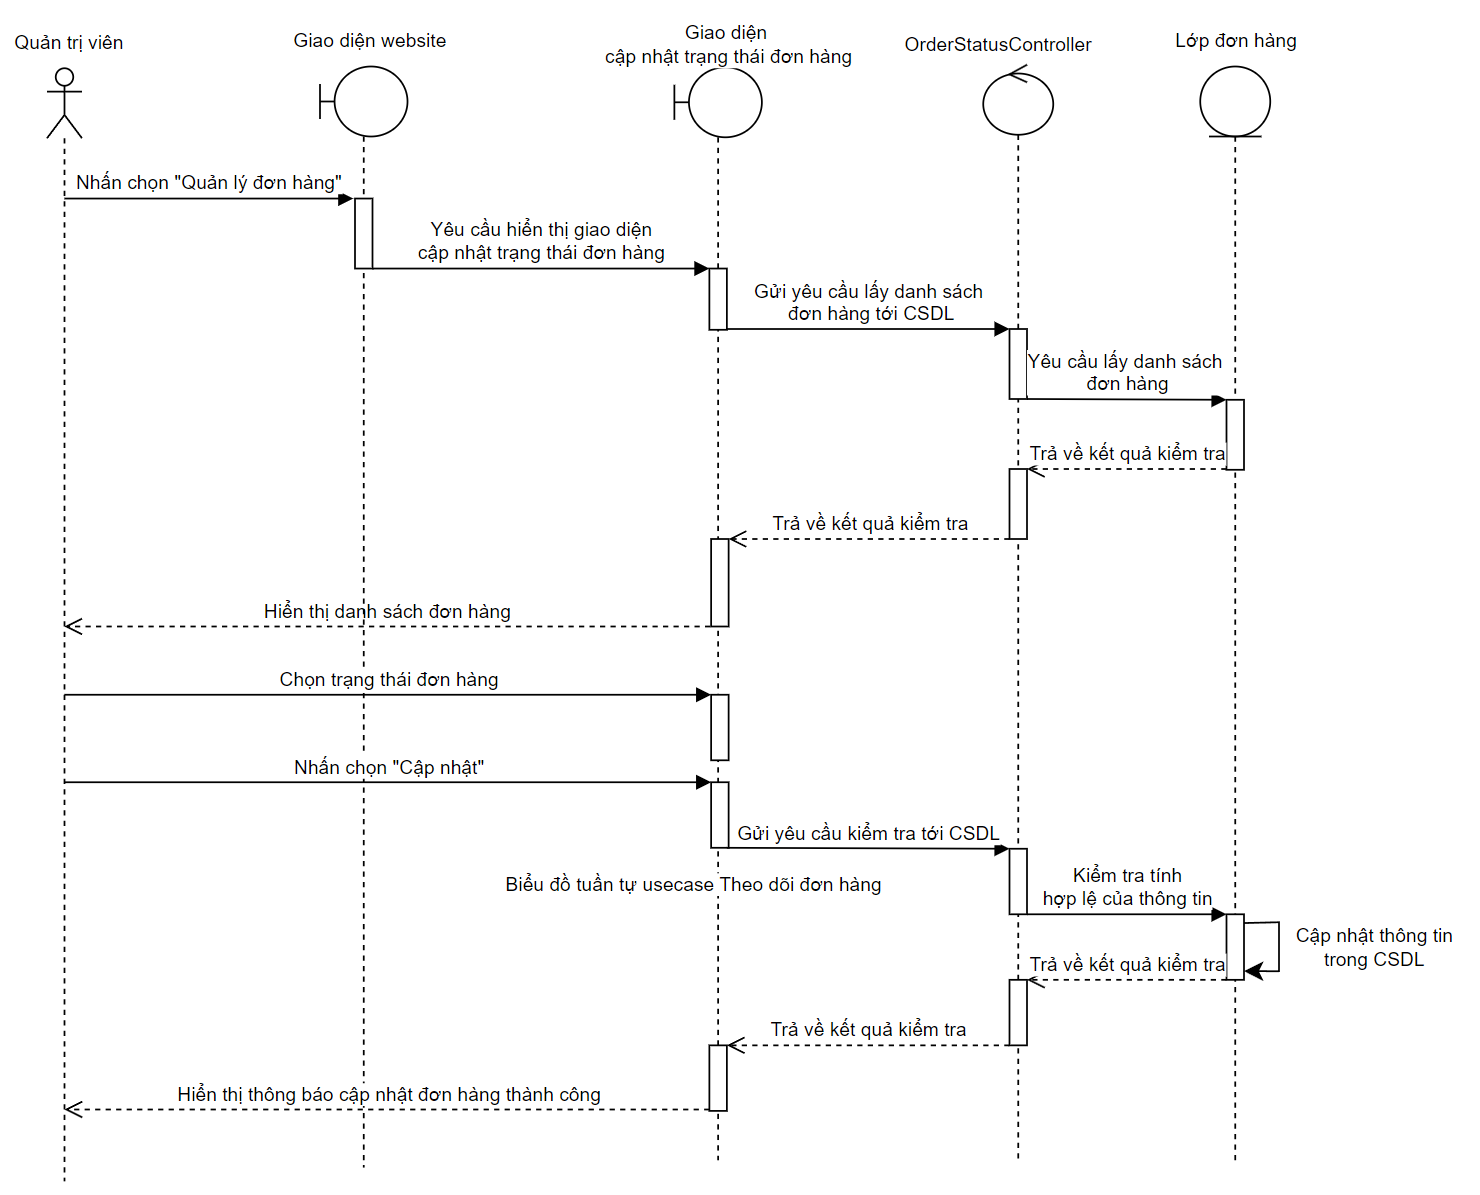 Quản trị viên
Giao diện website
Giao diện
cập nhật trạng thái đơn hàng
OrderStatusController
Lớp đơn hàng
Nhấn chọn "Quản lý đơn hàng"
Yêu cầu hiển thị giao diện
cập nhật trạng thái đơn hàng
Gửi yêu cầu lấy danh sách
đơn hàng tới CSDL
Yêu cầu lấy danh sách
đơn hàng
Trả về kết quả kiểm tra
Trả về kết quả kiểm tra
Hiển thị danh sách đơn hàng
Chọn trạng thái đơn hàng
Nhấn chọn "Cập nhật"
Gửi yêu cầu kiểm tra tới CSDL
Biểu đồ tuần tự usecase Theo dõi đơn hàng
Kiểm tra tính
hợp lệ của thông tin
Cập nhật thông tin
trong CSDL
Trả về kết quả kiểm tra
Trả về kết quả kiểm tra
Hiển thị thông báo cập nhật đơn hàng thành công